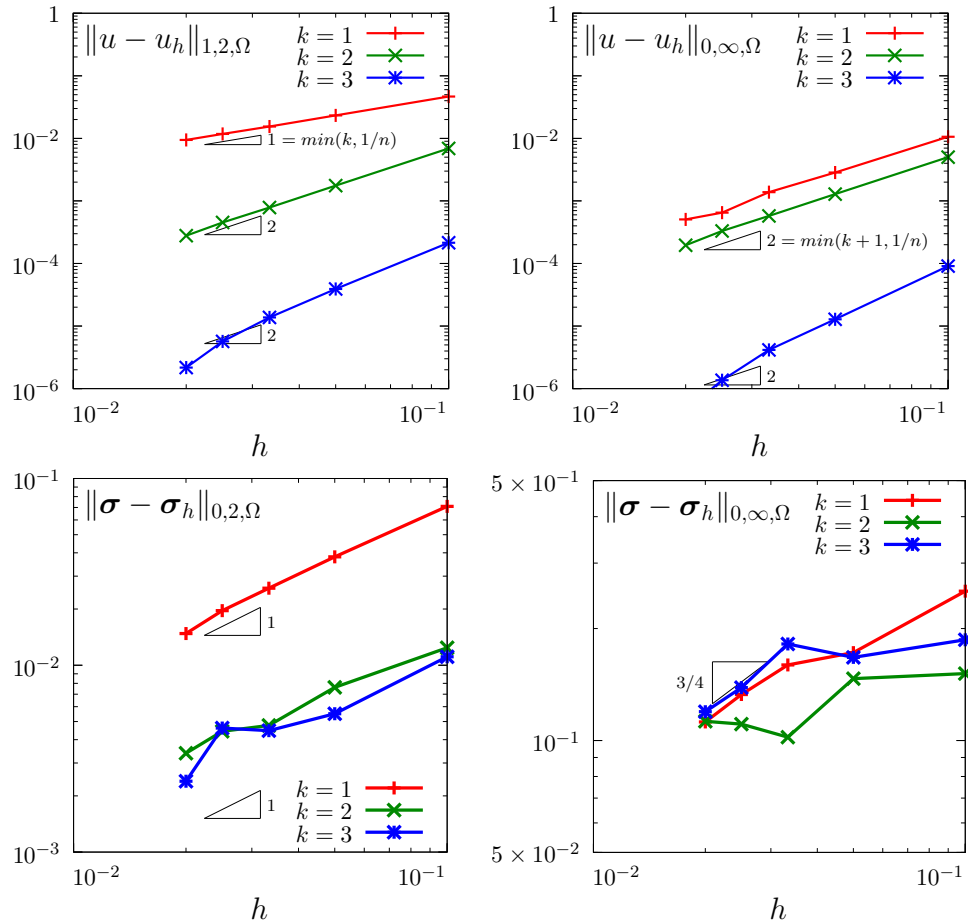 1
‖u − u_h‖_{1,2,Ω}
k = 1
k = 2
k = 3
10^{−2}
1 = min(k, 1/n)
2
10^{−4}
2
10^{−6}
10^{−2}
10^{−1}
h
1
‖u − u_h‖_{0,∞,Ω}
k = 1
k = 2
k = 3
10^{−2}
2 = min(k + 1, 1/n)
10^{−4}
2
10^{−6}
10^{−2}
10^{−1}
h
10^{−1}
‖σ − σ_h‖_{0,2,Ω}
1
10^{−2}
1
k = 1
k = 2
k = 3
10^{−3}
10^{−2}
10^{−1}
h
5 × 10^{−1}
‖σ − σ_h‖_{0,∞,Ω}
k = 1
k = 2
k = 3
3/4
10^{−1}
5 × 10^{−2}
10^{−2}
10^{−1}
h